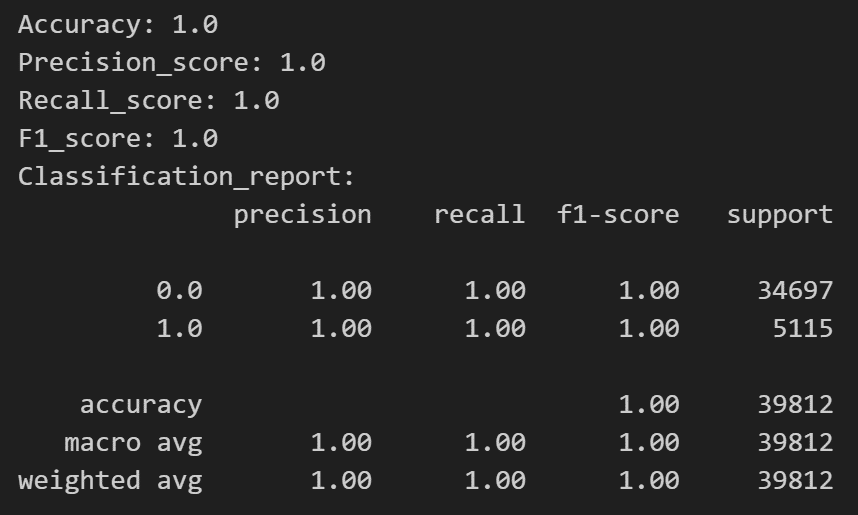 Accuracy: 1.0
Precision_score: 1.0
Recall_score: 1.0
F1_score: 1.0
Classification_report:
precision recall f1-score support
0.0 1.00 1.00 1.00 34697
1.0 1.00 1.00 1.00 5115
accuracy 1.00 39812
macro avg 1.00 1.00 1.00 39812
weighted avg 1.00 1.00 1.00 39812